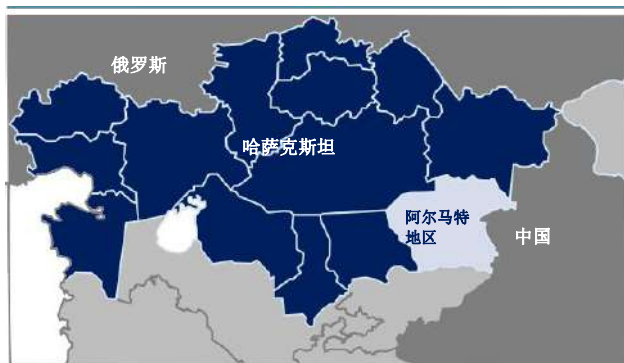 俄罗斯
哈萨克斯坦
阿尔马特
地区
中国